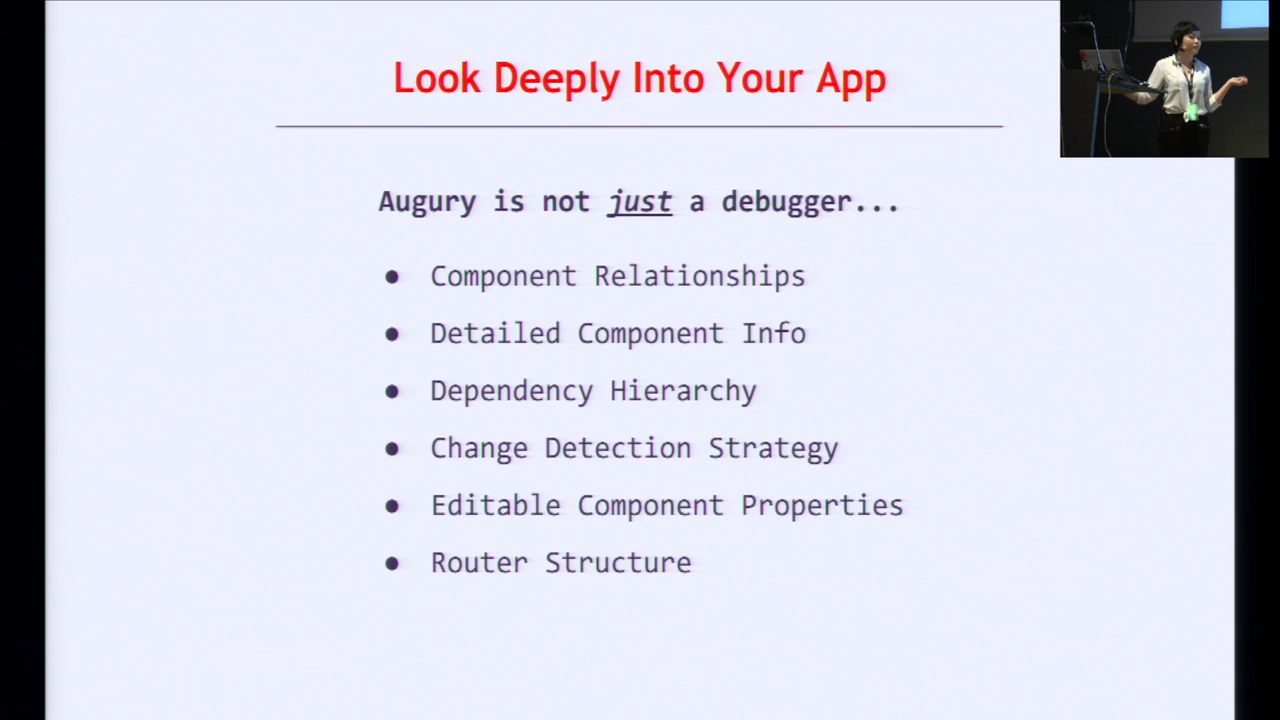 Look Deeply Into Your App
Augury is not just a debugger...
● Component Relationships
● Detailed Component Info
● Dependency Hierarchy
● Change Detection Strategy
● Editable Component Properties
● Router Structure